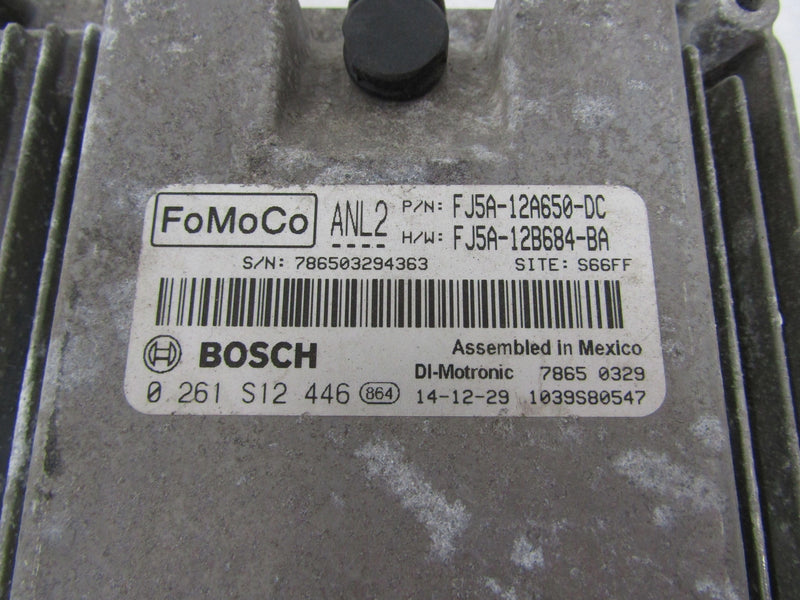 FoMoCo ANL2 P/N: FJ5A-12A650-DC
H/W: FJ5A-12B684-BA
S/N: 786503294363 SITE: S66FF
BOSCH Assembled in Mexico
DI-Motronic 7865 0329
0 261 S12 446 864 14-12-29 1039S80547